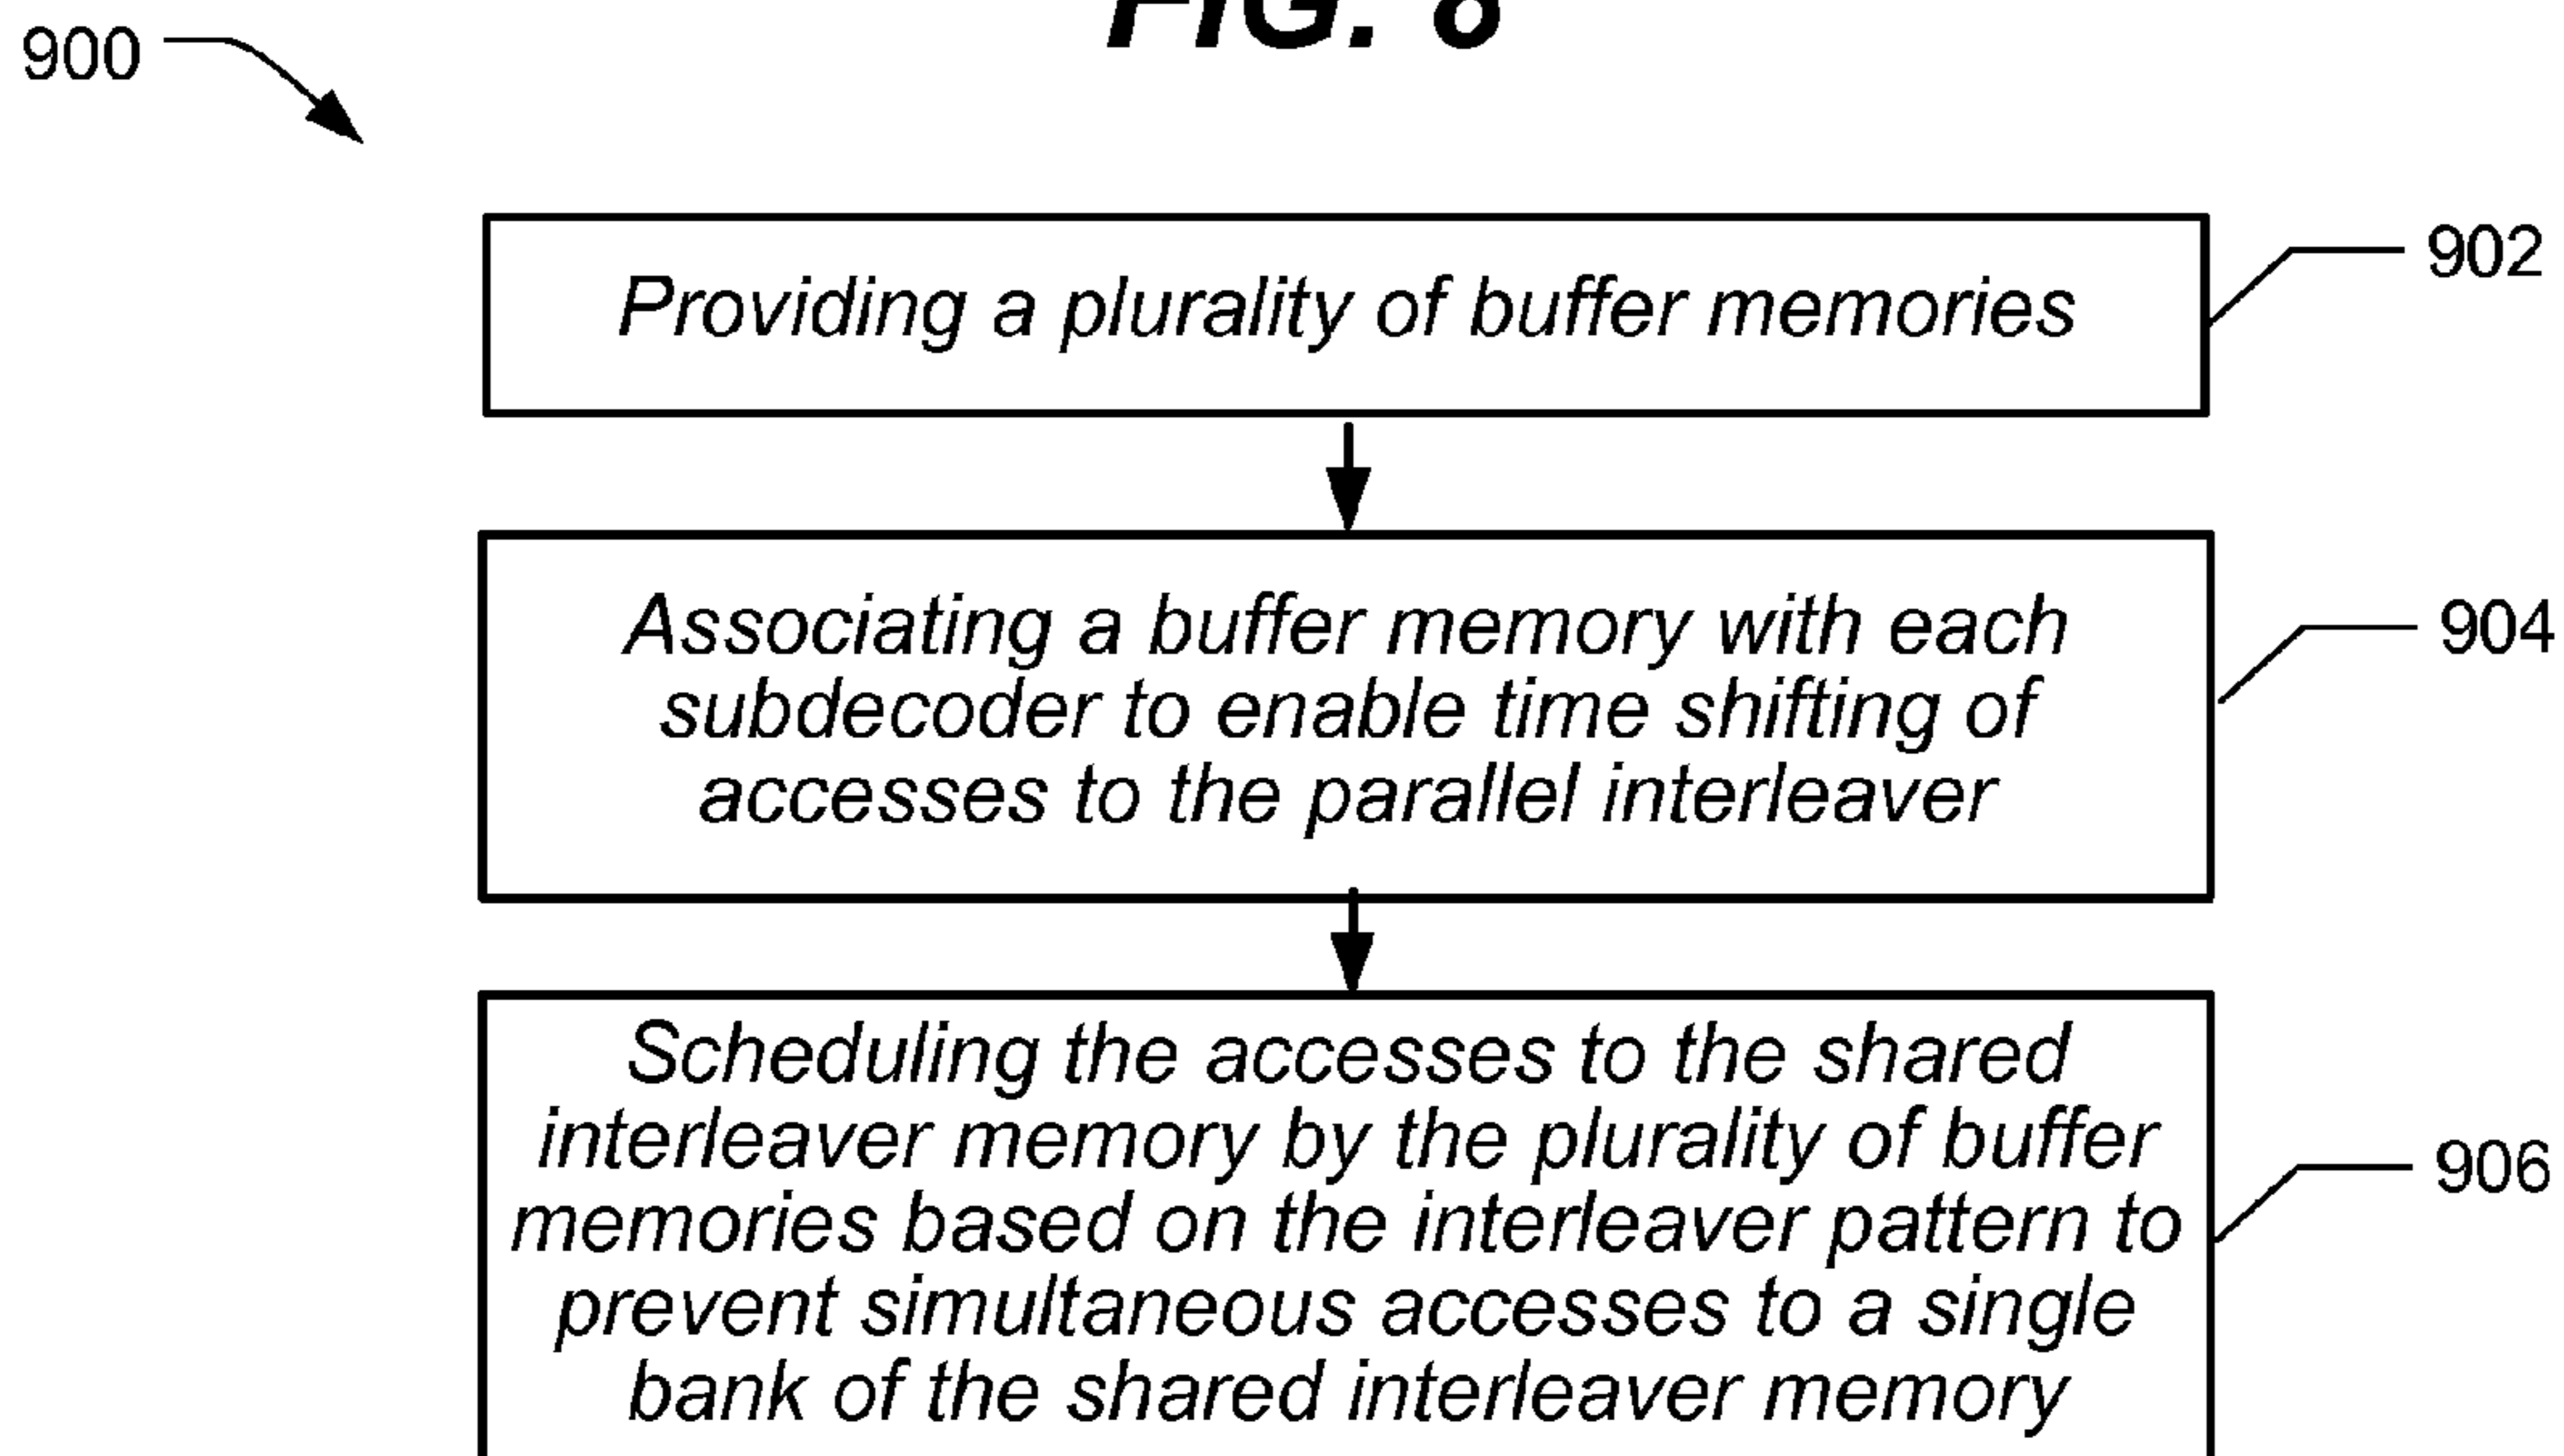 FIG. 8
900
Providing a plurality of buffer memories
902
Associating a buffer memory with each
subdecoder to enable time shifting of
accesses to the parallel interleaver
904
Scheduling the accesses to the shared
interleaver memory by the plurality of buffer
memories based on the interleaver pattern to
prevent simultaneous accesses to a single
bank of the shared interleaver memory
906